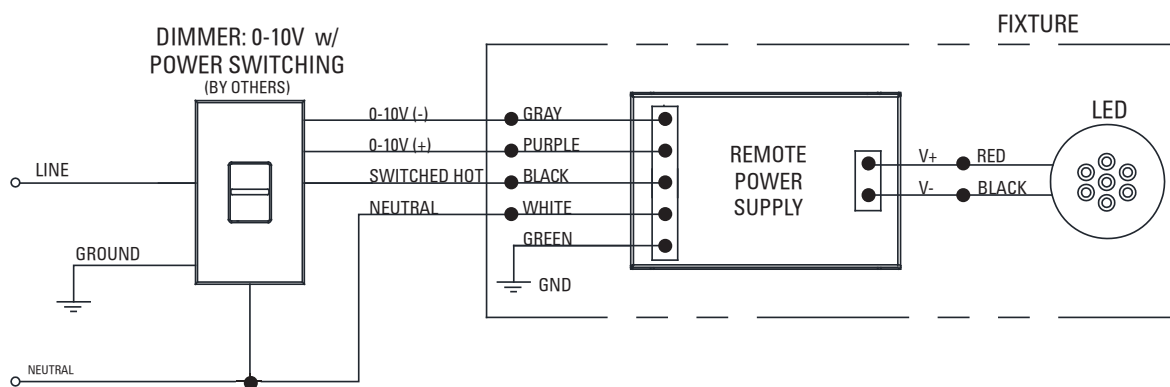 FIXTURE
DIMMER: 0-10V w/
POWER SWITCHING
(BY OTHERS)
LINE
GROUND
NEUTRAL
0-10V (-)
0-10V (+)
SWITCHED HOT
NEUTRAL
GRAY
PURPLE
BLACK
WHITE
GREEN
GND
REMOTE
POWER
SUPPLY
V+
V-
RED
BLACK
LED